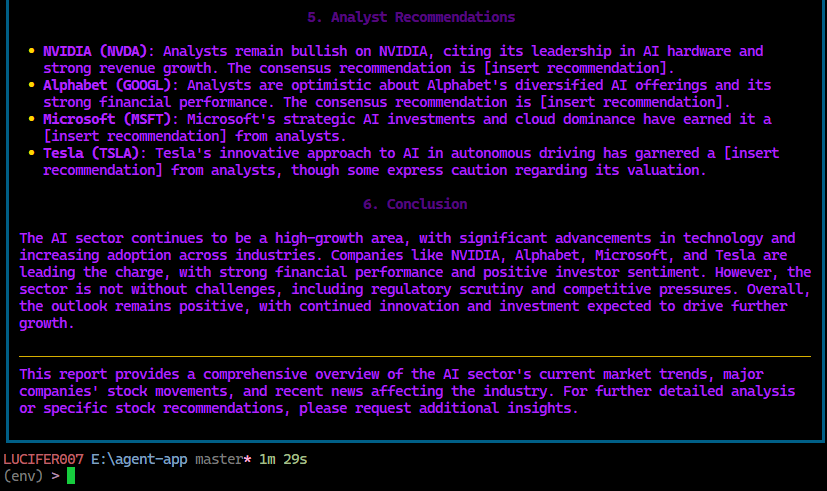 5. Analyst Recommendations
• NVIDIA (NVDA): Analysts remain bullish on NVIDIA, citing its leadership in AI hardware and
strong revenue growth. The consensus recommendation is [insert recommendation].
• Alphabet (GOOGL): Analysts are optimistic about Alphabet's diversified AI offerings and its
strong financial performance. The consensus recommendation is [insert recommendation].
• Microsoft (MSFT): Microsoft's strategic AI investments and cloud dominance have earned it a
[insert recommendation] from analysts.
• Tesla (TSLA): Tesla's innovative approach to AI in autonomous driving has garnered a [insert
recommendation] from analysts, though some express caution regarding its valuation.
6. Conclusion
The AI sector continues to be a high-growth area, with significant advancements in technology and
increasing adoption across industries. Companies like NVIDIA, Alphabet, Microsoft, and Tesla are
leading the charge, with strong financial performance and positive investor sentiment. However, the
sector is not without challenges, including regulatory scrutiny and competitive pressures. Overall,
the outlook remains positive, with continued innovation and investment expected to drive further
growth.
This report provides a comprehensive overview of the AI sector's current market trends, major
companies' stock movements, and recent news affecting the industry. For further detailed analysis
or specific stock recommendations, please request additional insights.
LUCIFER007 E:\agent-app master* 1m 29s
(env) >